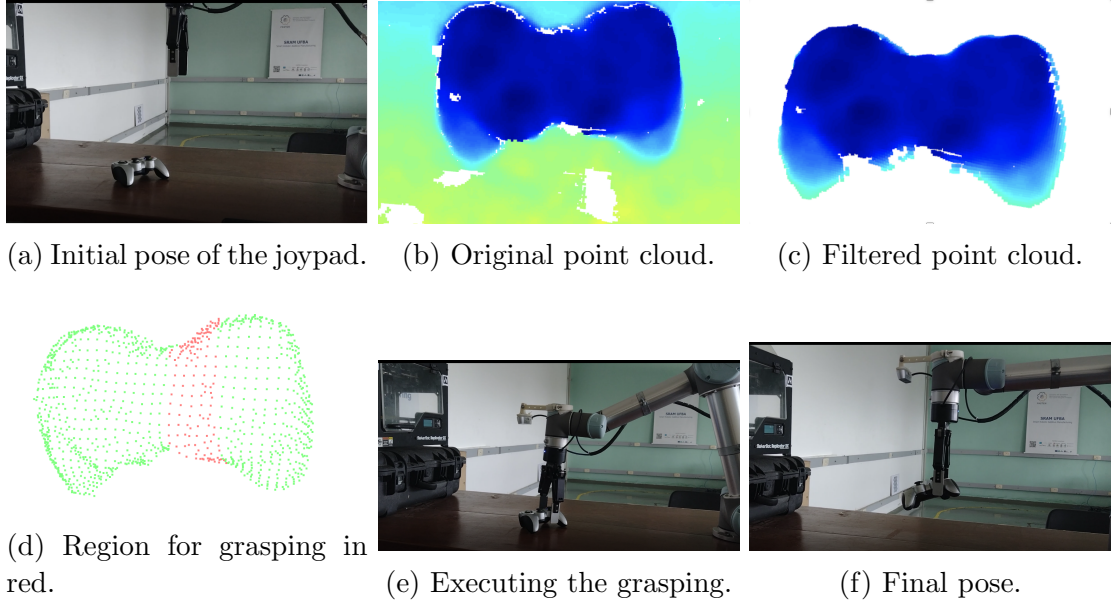 (a) Initial pose of the joypad.
(b) Original point cloud.
(c) Filtered point cloud.
(d) Region for grasping in
red.
(e) Executing the grasping.
(f) Final pose.